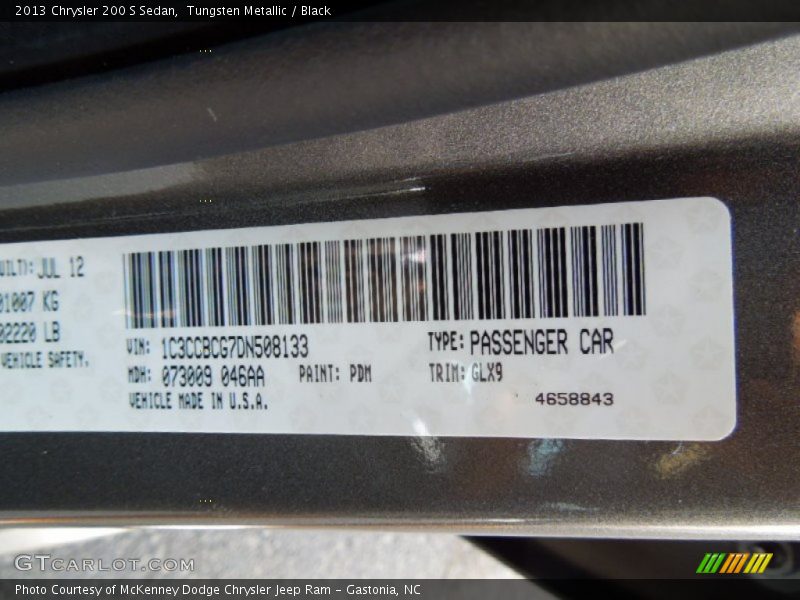 2013 Chrysler 200 S Sedan, Tungsten Metallic / Black
UILT): JUL 12
01007 KG
02220 LB
VEHICLE SAFETY.
VIN: 1C3CCBCG7DN508133
TYPE: PASSENGER CAR
MDH: 073009 046AA
PAINT: PDM
TRIM: GLX9
VEHICLE MADE IN U.S.A.
4658843
GTCARLOT.COM
Photo Courtesy of McKenney Dodge Chrysler Jeep Ram - Gastonia, NC